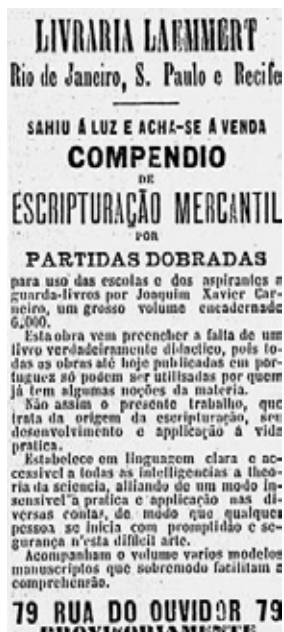 LIVRARIA LAEMMERT
Rio de Janeiro, S. Paulo e Recife
SAHIU Á LUZ E ACHA-SE Á VENDA
COMPENDIO
DE
ESCRIPTURAÇÃO MERCANTIL
POR
PARTIDAS DOBRADAS
para uso das escolas e dos aspirantes a
guarda-livros por Joaquim Xavier Car-
neiro, um grosso volume encadernado
6$000.
Esta obra vem preencher a falta de um
livro verdadeiramente didactico, pois to-
das as obras até hoje publicadas em por-
tuguez só podem ser utilisadas por quem
já tem algumas noções da materia.
Não assim o presente trabalho, que
trata da origem da escripturação, seu
desenvolvimento e applicação á vida
pratica.
Estabelece em linguagem clara e ac-
cessivel a todas as intelligencias a theo-
ria da sciencia, alliando de um modo in-
sensivel a pratica e applicação nas di-
versas contas, de modo que qualquer
pessoa se inicia com promptidão e se-
gurança n'esta difficil arte.
Acompanham o volume varios modelos
manuscriptos que sobremodo facilitam a
comprehensão.
79 RUA DO OUVIDOR 79
PROVISORIAMENTE